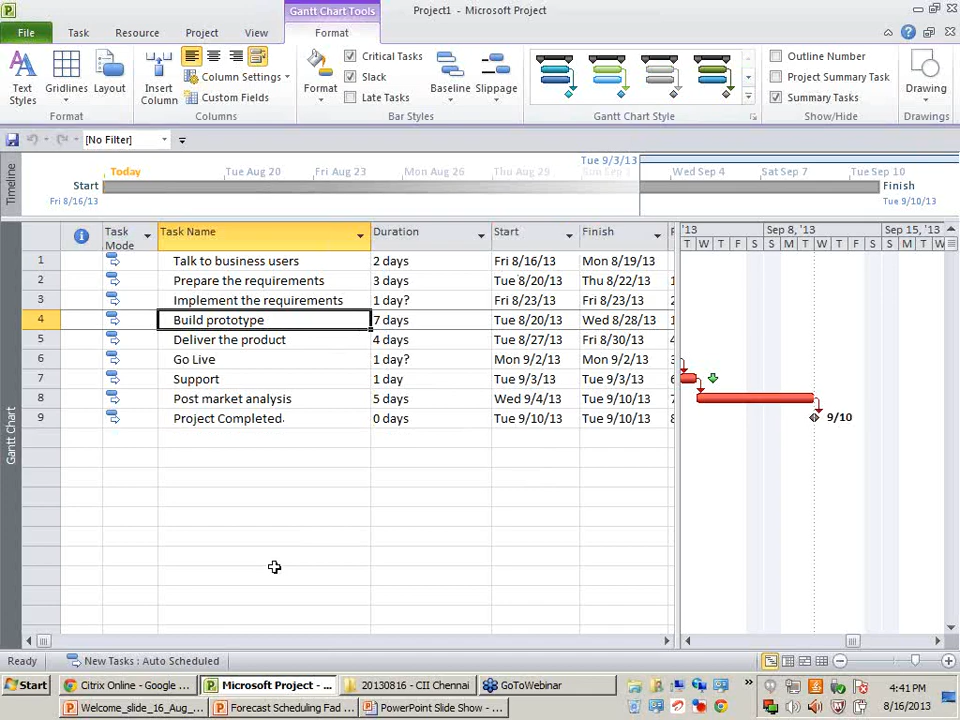 Gantt Chart Tools
Project1 - Microsoft Project
File Task Resource Project View Format
Text Styles
Gridlines
Layout
Format
Insert Column
Column Settings
Custom Fields
Columns
Format
Critical Tasks
Slack
Late Tasks
Baseline
Slippage
Bar Styles
Gantt Chart Style
Outline Number
Project Summary Task
Summary Tasks
Show/Hide
Drawing
Drawings
[No Filter]
Timeline
Tue 9/3/13
Today Tue Aug 20 Fri Aug 23 Mon Aug 26 Thu Aug 29 Sun Sep 1 Wed Sep 4 Sat Sep 7 Tue Sep 10
Start
Fri 8/16/13
Finish
Tue 9/10/13
Task Mode Task Name Duration Start Finish
'13 Sep 8, '13 Sep 15, '13
T W T F S S M T W T F S S M T W
1 Talk to business users 2 days Fri 8/16/13 Mon 8/19/13
2 Prepare the requirements 3 days Tue 8/20/13 Thu 8/22/13 1
3 Implement the requirements 1 day? Fri 8/23/13 Fri 8/23/13 2
4 Build prototype 7 days Tue 8/20/13 Wed 8/28/13 1
5 Deliver the product 4 days Tue 8/27/13 Fri 8/30/13 4
6 Go Live 1 day? Mon 9/2/13 Mon 9/2/13
7 Support 1 day Tue 9/3/13 Tue 9/3/13 6
8 Post market analysis 5 days Wed 9/4/13 Tue 9/10/13 7
9 Project Completed 0 days Tue 9/10/13 Tue 9/10/13 8
9/10
Gantt Chart
Ready New Tasks : Auto Scheduled
Start Citrix Online - Google ... Microsoft Project - ... 20130816 - CII Chennai GoToWebinar 4:41 PM
Welcome_slide_16_Aug_... Forecast Scheduling Fad ... PowerPoint Slide Show - ... 8/16/2013